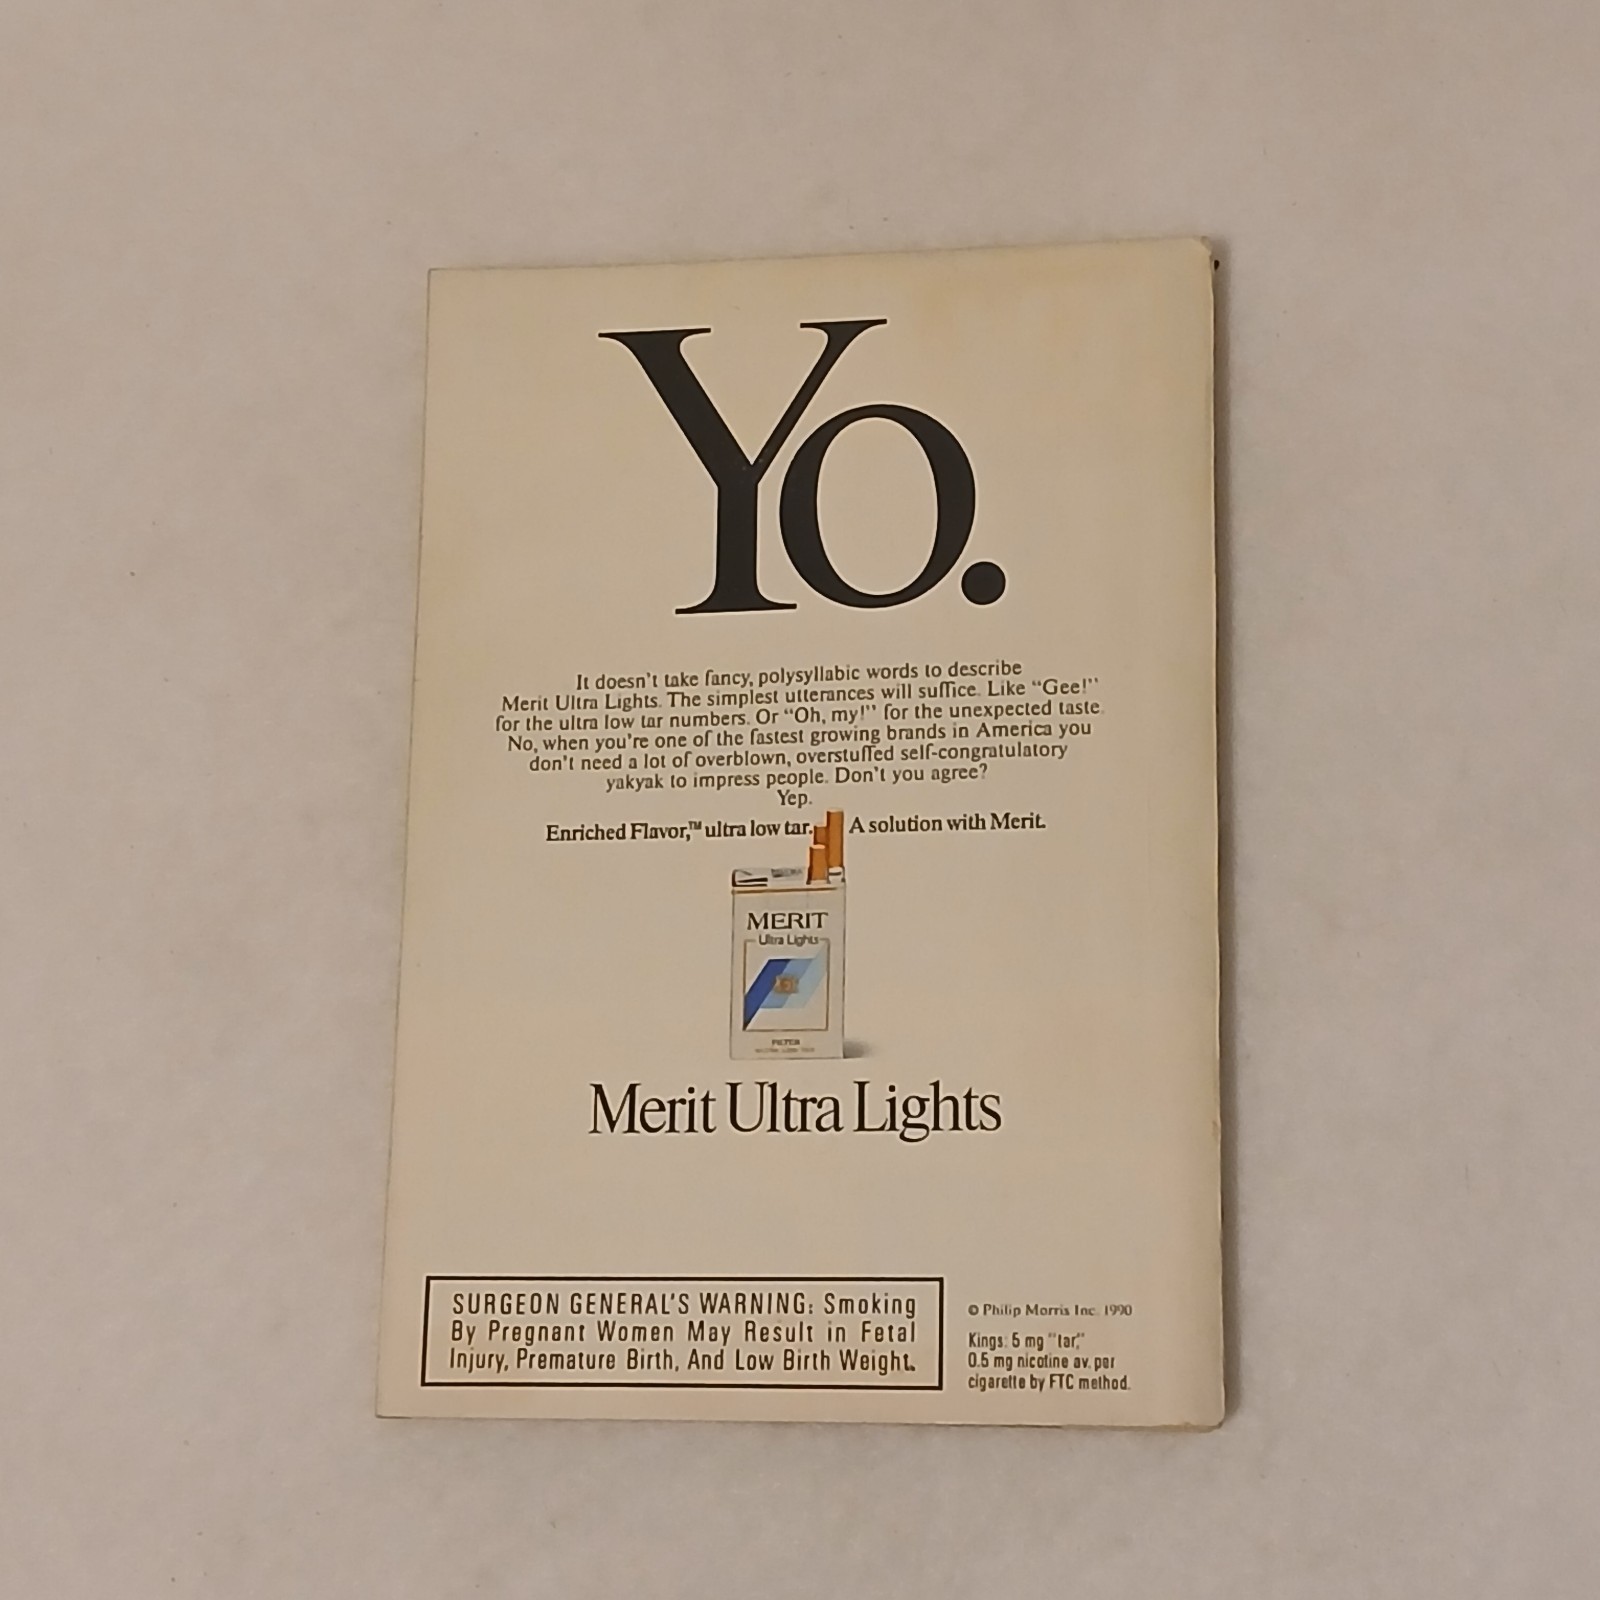 Yo.
It doesn't take fancy, polysyllabic words to describe
Merit Ultra Lights. The simplest utterances will suffice. Like "Gee!"
for the ultra low tar numbers. Or "Oh, my!" for the unexpected taste.
No, when you're one of the fastest growing brands in America you
don't need a lot of overblown, overstuffed self-congratulatory
yakyak to impress people. Don't you agree?
Yep.
Enriched Flavor,™ ultra low tar. A solution with Merit.
MERIT
Ultra Lights
FILTER
Merit Ultra Lights
SURGEON GENERAL'S WARNING: Smoking
By Pregnant Women May Result in Fetal
Injury, Premature Birth, And Low Birth Weight.
© Philip Morris Inc. 1990
Kings: 5 mg "tar,"
0.5 mg nicotine av. per
cigarette by FTC method.